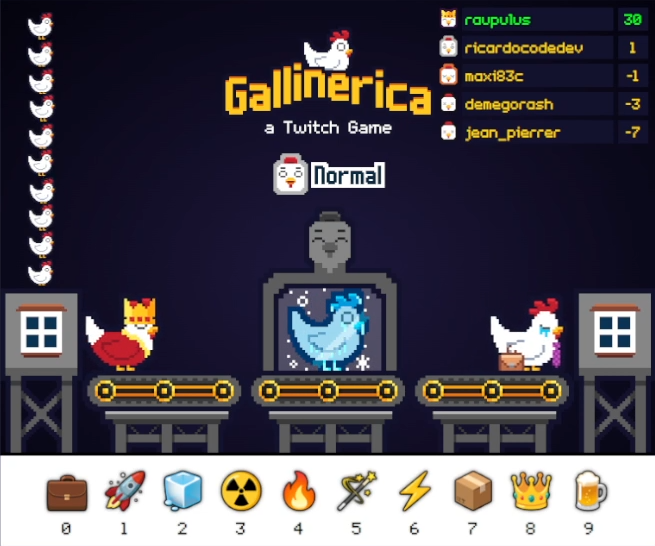 Gallinerica
a Twitch Game
Normal
raupulus 30
ricardocodedev 1
maxi83c -1
demegorash -3
jean_pierrer -7
0 1 2 3 4 5 6 7 8 9